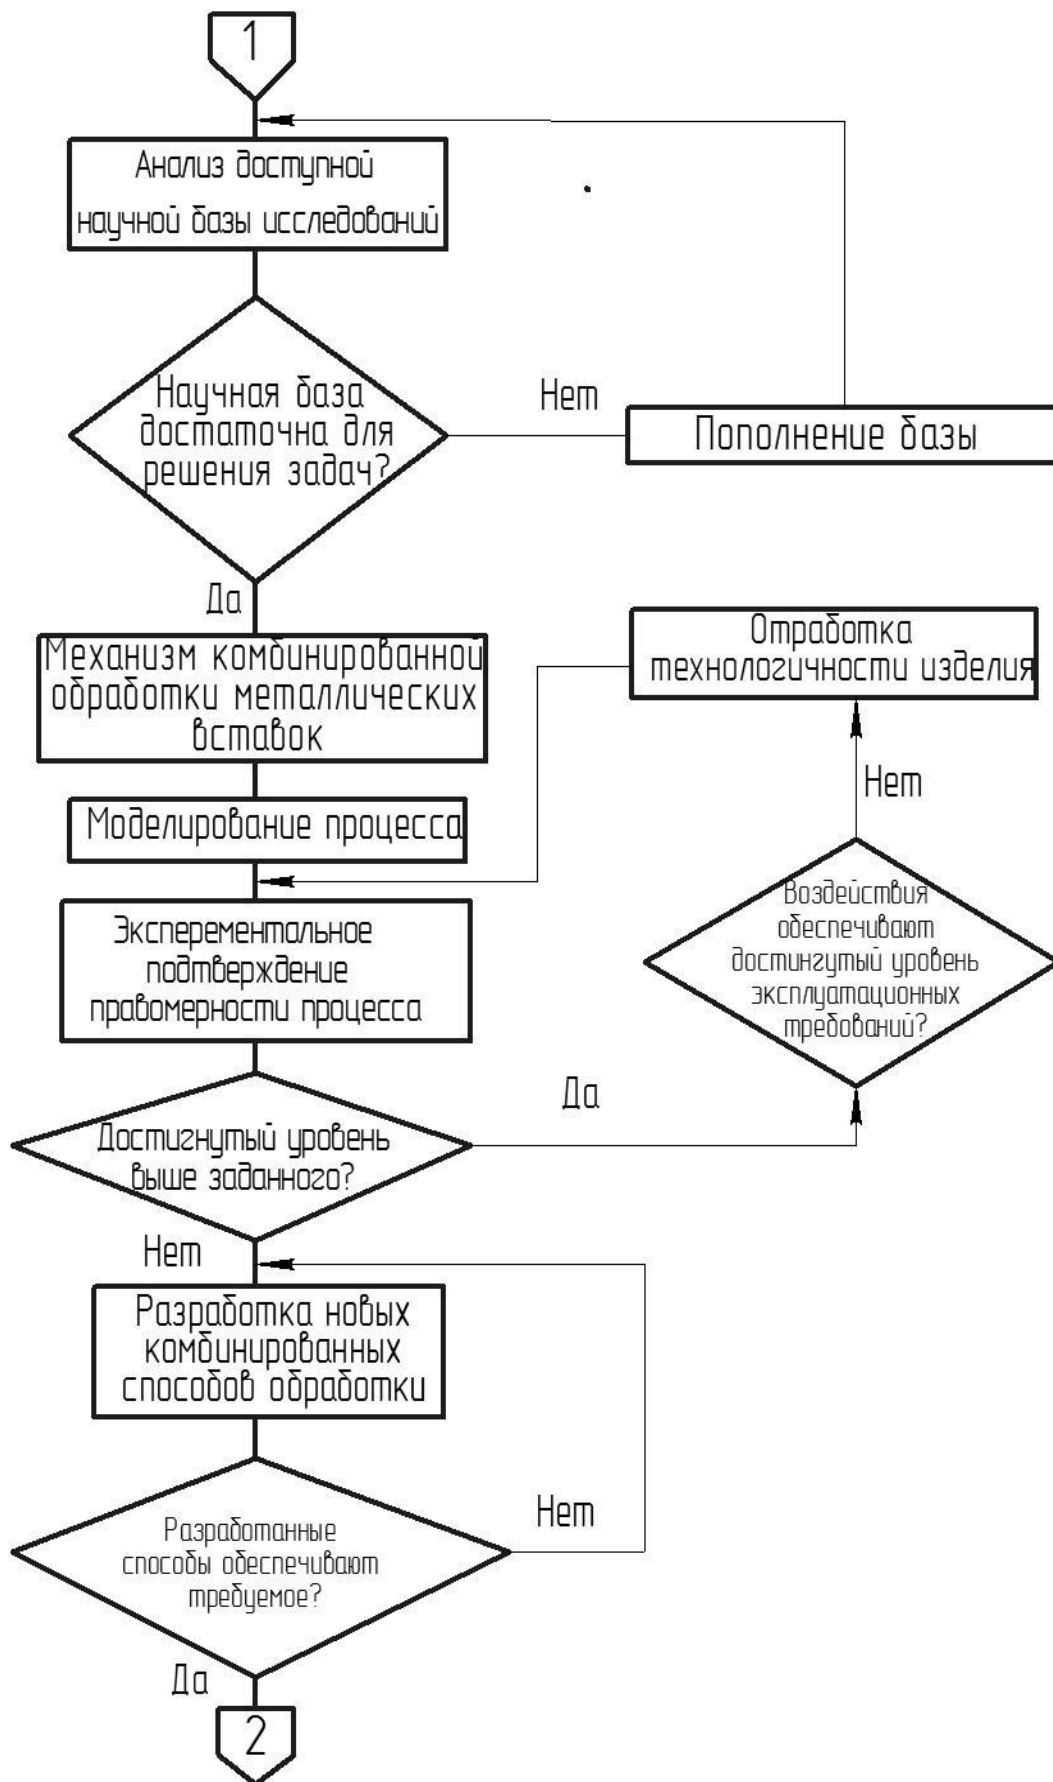 1
Анализ доступной
научной базы исследований
Научная база
достаточна для
решения задач?
Нет
Пополнение базы
Да
Механизм комбинированной
обработки металлических
вставок
Отработка
технологичности изделия
Нет
Моделирование процесса
Воздействия
обеспечивают
достингутый уровень
эксплуатационных
требований?
Эксперементальное
подтверждение
правомерности процесса
Да
Достигнутый уровень
выше заданного?
Нет
Разработка новых
комбинированных
способов обработки
Нет
Разработанные
способы обеспечивают
требуемое?
Да
2